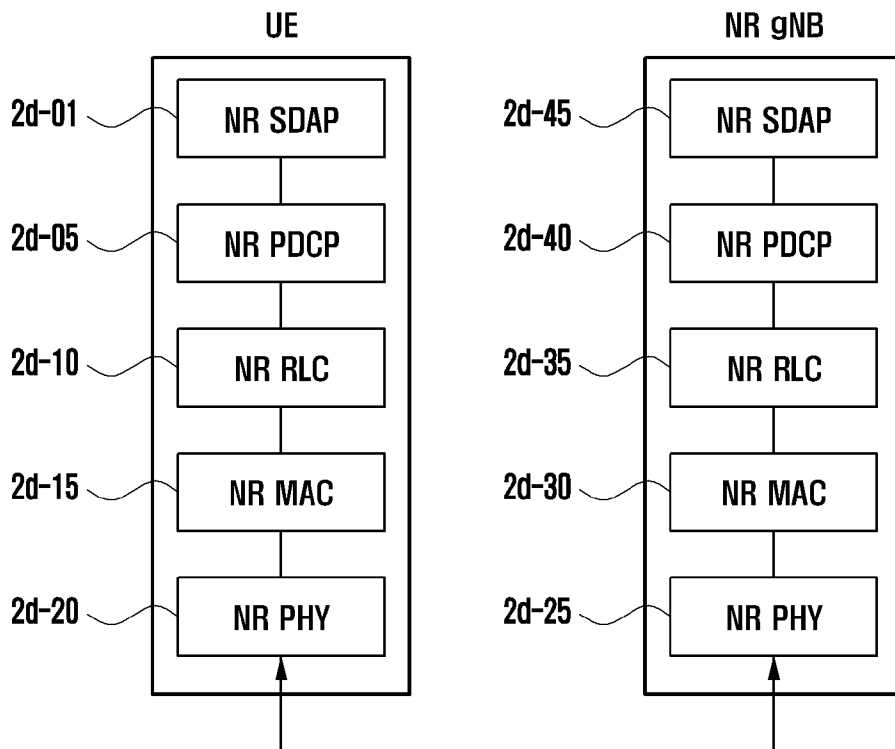 UE
NR gNB
2d-01
NR SDAP
2d-45
NR SDAP
2d-05
NR PDCP
2d-40
NR PDCP
2d-10
NR RLC
2d-35
NR RLC
2d-15
NR MAC
2d-30
NR MAC
2d-20
NR PHY
2d-25
NR PHY